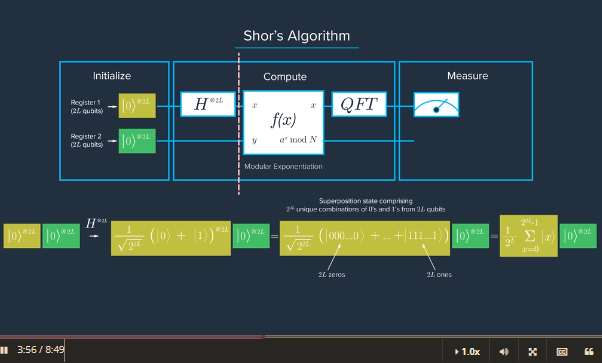 Shor's Algorithm
Initialize
Compute
Measure
Register 1
(2L qubits)
|0⟩^{⊗2L}
H^{⊗2L}
x x
f(x)
y a^x mod N
QFT
Register 2
(2L qubits)
|0⟩^{⊗2L}
Modular Exponentiation
Superposition state comprising
2^{2L} unique combinations of 0's and 1's from 2L qubits
|0⟩^{⊗2L} |0⟩^{⊗2L} H^{⊗2L} → 1/√2^{2L} (|0⟩ + |1⟩)^{⊗2L} |0⟩^{⊗2L} = 1/√2^{2L} (|000...0⟩ + ... + |111...1⟩) |0⟩^{⊗2L} = 1/2^L ∑_{x=0}^{2^{2L}-1} |x⟩ |0⟩^{⊗2L}
2L zeros
2L ones
3:56 / 8:49
1.0x